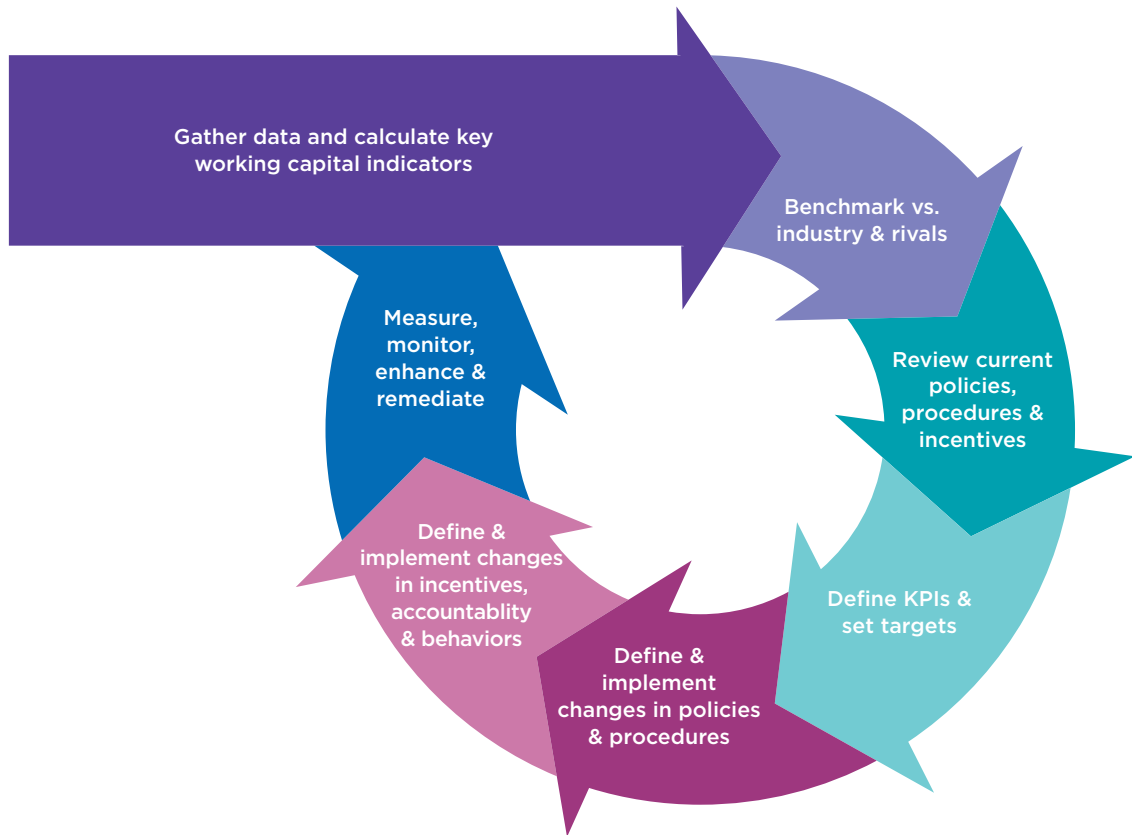 Gather data and calculate key
working capital indicators
Benchmark vs.
industry & rivals
Review current
policies,
procedures &
incentives
Define KPIs &
set targets
Define &
implement
changes in policies
& procedures
Define &
implement changes
in incentives,
accountablity
& behaviors
Measure,
monitor,
enhance &
remediate